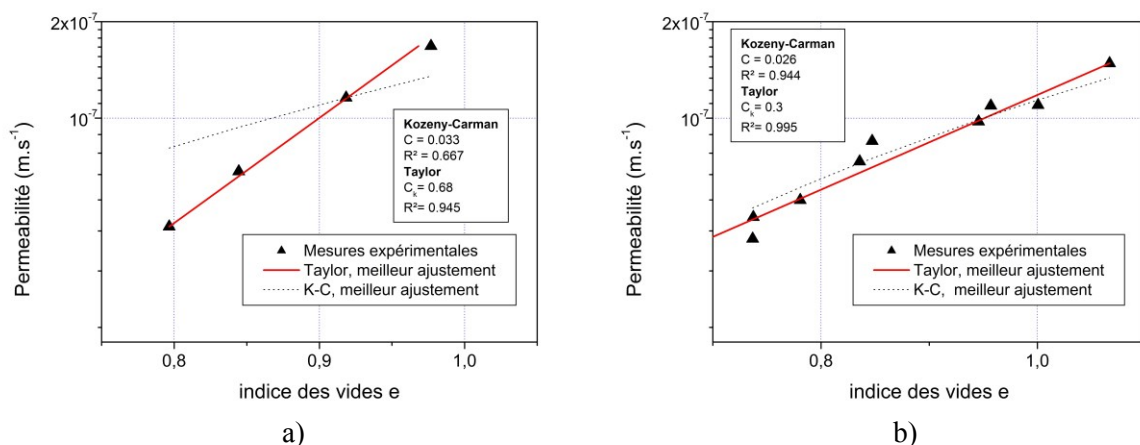 2x10⁻⁷
10⁻⁷
Permeabilité (m.s⁻¹)
Kozeny-Carman
C = 0.033
R² = 0.667
Taylor
Cₖ = 0.68
R²= 0.945
Mesures expérimentales
Taylor, meilleur ajustement
K-C, meilleur ajustement
0,8
0,9
1,0
indice des vides e
a)
2x10⁻⁷
10⁻⁷
Permeabilité (m.s⁻¹)
Kozeny-Carman
C = 0.026
R² = 0.944
Taylor
Cₖ = 0.3
R²= 0.995
Mesures expérimentales
Taylor, meilleur ajustement
K-C, meilleur ajustement
0,8
1,0
indice des vides e
b)